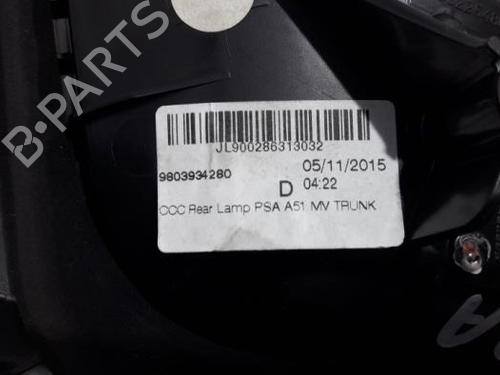 B-PARTS
JL900286313032
9803934280
05/11/2015
D 04:22
CCC Rear Lamp PSA A51 MV TRUNK